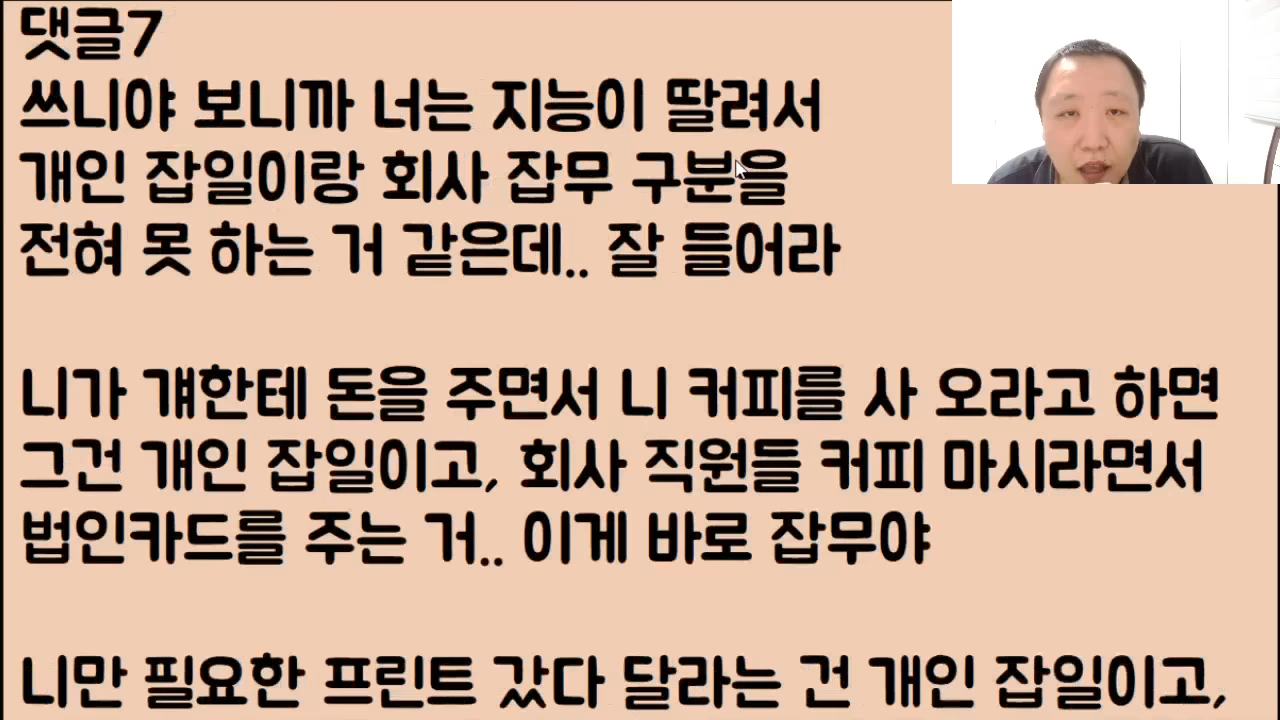 댓글7
쓰니야 보니까 너는 지능이 딸려서
개인 잡일이랑 회사 잡무 구분을
전혀 못 하는 거 같은데.. 잘 들어라
니가 걔한테 돈을 주면서 니 커피를 사 오라고 하면
그건 개인 잡일이고, 회사 직원들 커피 마시라면서
법인카드를 주는 거.. 이게 바로 잡무야
니만 필요한 프린트 갔다 달라는 건 개인 잡일이고,